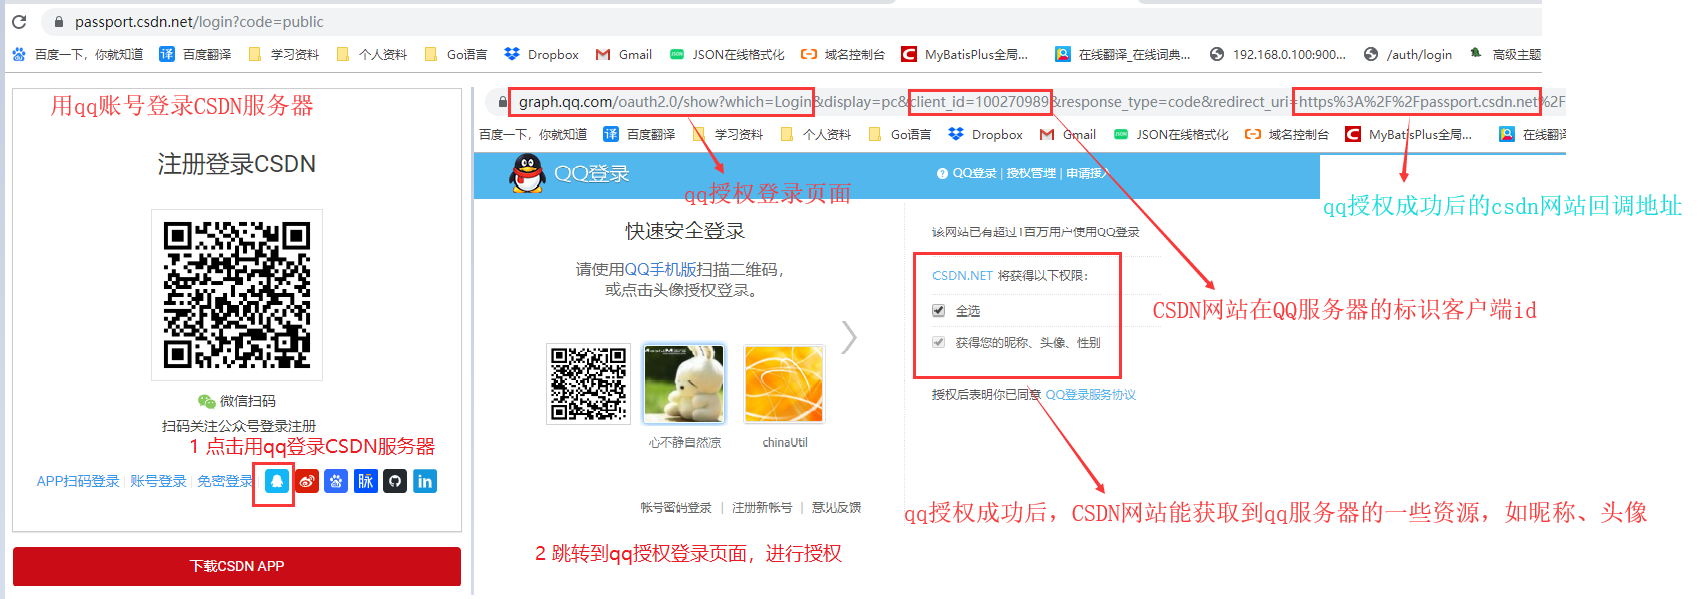 passport.csdn.net/login?code=public
百度一下，你就知道 百度翻译 学习资料 个人资料 Go语言 Dropbox Gmail JSON在线格式化 域名控制台 MyBatisPlus全局... 在线翻译_在线词典... 192.168.0.100:900... /auth/login 高级主题
用qq账号登录CSDN服务器
注册登录CSDN
微信扫码
扫码关注公众号登录注册
1 点击用qq登录CSDN服务器
APP扫码登录 账号登录 免密登录
脉 in
下载CSDN APP
graph.qq.com/oauth2.0/show?which=Login&display=pc&client_id=100270989&response_type=code&redirect_uri=https%3A%2F%2Fpassport.csdn.net%2F
百度一下，你就知道 百度翻译 学习资料 个人资料 Go语言 Dropbox Gmail JSON在线格式化 域名控制台 MyBatisPlus全局... 在线翻译
QQ登录
QQ登录 | 授权管理 | 申请接入
qq授权登录页面
qq授权成功后的csdn网站回调地址
快速安全登录
请使用QQ手机版扫描二维码，
或点击头像授权登录。
心不静自然凉 chinaUtil
帐号密码登录 | 注册新帐号 | 意见反馈
2 跳转到qq授权登录页面，进行授权
该网站已有超过1百万用户使用QQ登录
CSDN.NET 将获得以下权限：
全选
获得您的昵称、头像、性别
授权后表明你已同意 QQ登录服务协议
CSDN网站在QQ服务器的标识客户端id
qq授权成功后，CSDN网站能获取到qq服务器的一些资源，如昵称、头像